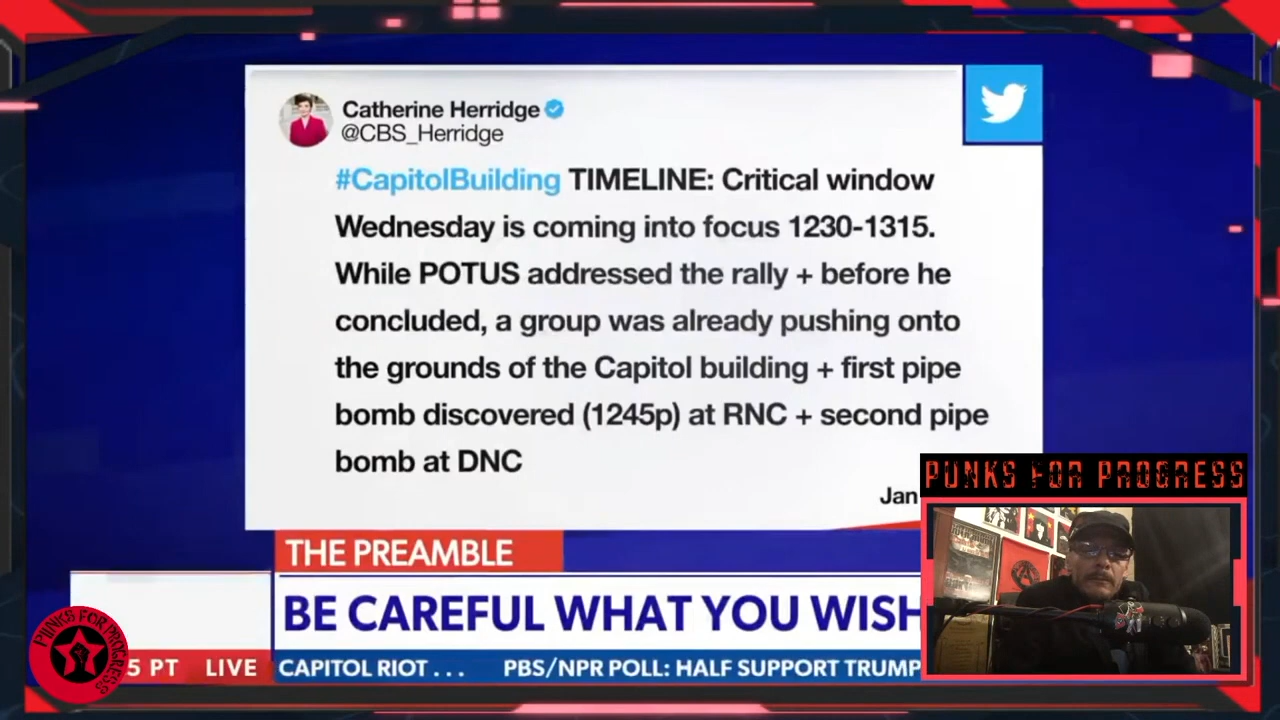 Catherine Herridge
@CBS_Herridge
#CapitolBuilding TIMELINE: Critical window
Wednesday is coming into focus 1230-1315.
While POTUS addressed the rally + before he
concluded, a group was already pushing onto
the grounds of the Capitol building + first pipe
bomb discovered (1245p) at RNC + second pipe
bomb at DNC
Jan
PUNKS FOR PROGRESS
THE PREAMBLE
BE CAREFUL WHAT YOU WISH
PUNKS FOR PROGRESS
5 PT LIVE CAPITOL RIOT... PBS/NPR POLL: HALF SUPPORT TRUMP